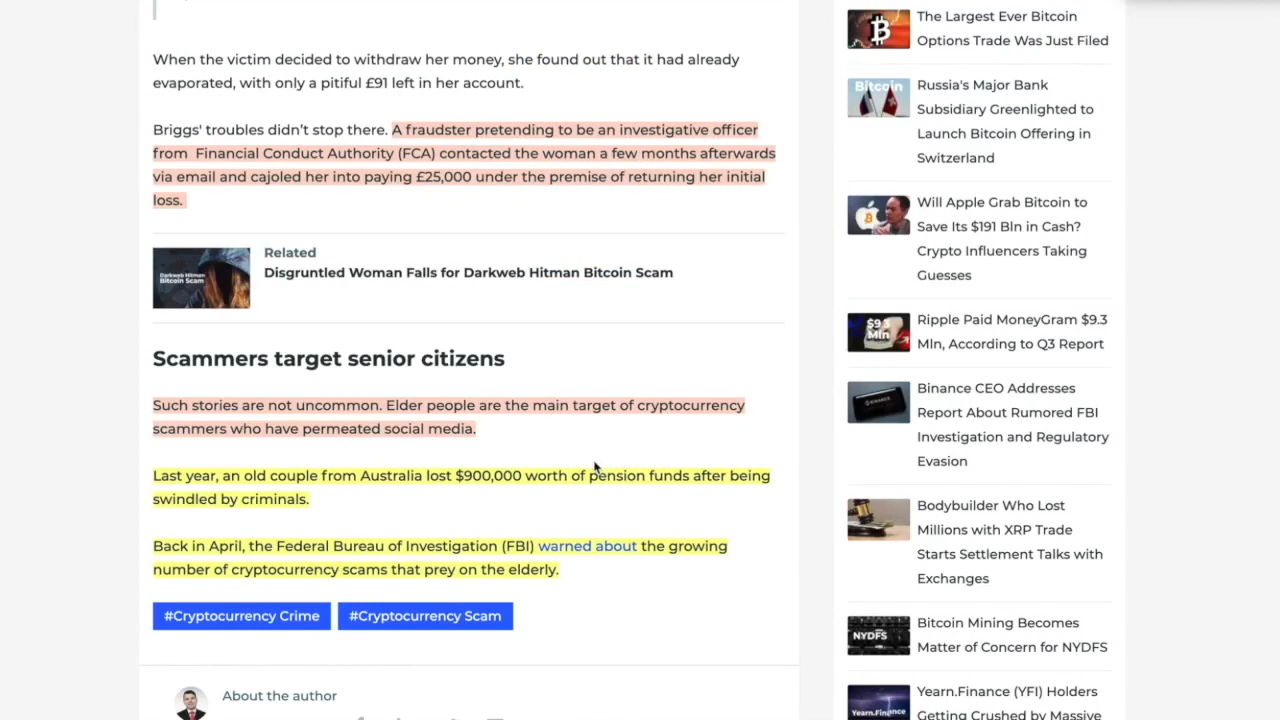 When the victim decided to withdraw her money, she found out that it had already
evaporated, with only a pitiful £91 left in her account.
Briggs' troubles didn’t stop there. A fraudster pretending to be an investigative officer
from Financial Conduct Authority (FCA) contacted the woman a few months afterwards
via email and cajoled her into paying £25,000 under the premise of returning her initial
loss.
Darkweb Hitman
Bitcoin Scam
Related
Disgruntled Woman Falls for Darkweb Hitman Bitcoin Scam
Scammers target senior citizens
Such stories are not uncommon. Elder people are the main target of cryptocurrency
scammers who have permeated social media.
Last year, an old couple from Australia lost $900,000 worth of pension funds after being
swindled by criminals.
Back in April, the Federal Bureau of Investigation (FBI) warned about the growing
number of cryptocurrency scams that prey on the elderly.
#Cryptocurrency Crime
#Cryptocurrency Scam
About the author
The Largest Ever Bitcoin
Options Trade Was Just Filed
Bitcoin
Russia's Major Bank
Subsidiary Greenlighted to
Launch Bitcoin Offering in
Switzerland
Will Apple Grab Bitcoin to
Save Its $191 Bln in Cash?
Crypto Influencers Taking
Guesses
$9.3
Mln
Ripple Paid MoneyGram $9.3
Mln, According to Q3 Report
BINANCE
Binance CEO Addresses
Report About Rumored FBI
Investigation and Regulatory
Evasion
Bodybuilder Who Lost
Millions with XRP Trade
Starts Settlement Talks with
Exchanges
NYDFS
Bitcoin Mining Becomes
Matter of Concern for NYDFS
Yearn.Finance
Yearn.Finance (YFI) Holders
Getting Crushed by Massive